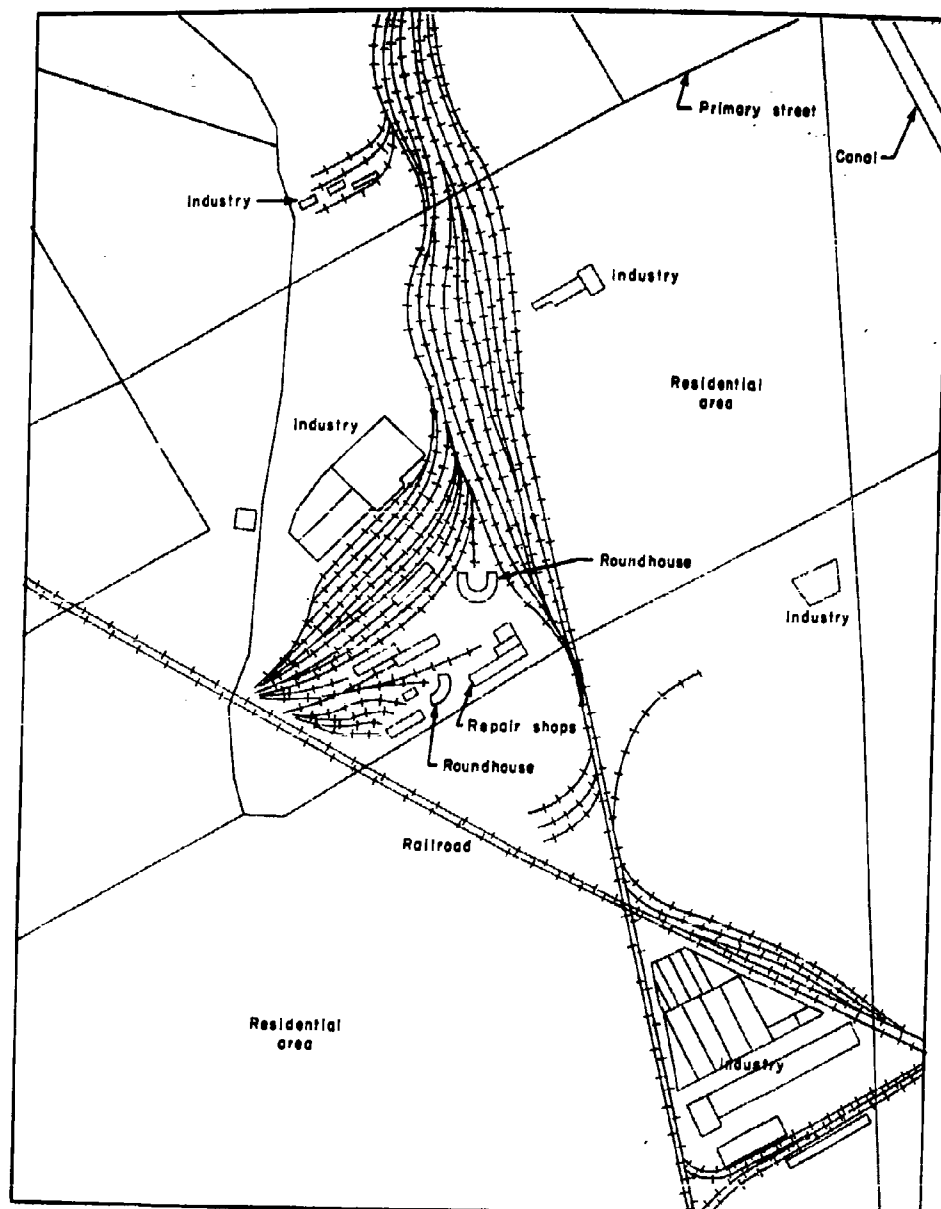 Primary street
Canal
Industry
Industry
Residential
area
Industry
Roundhouse
Industry
Repair shops
Roundhouse
Railroad
Residential
area
Industry